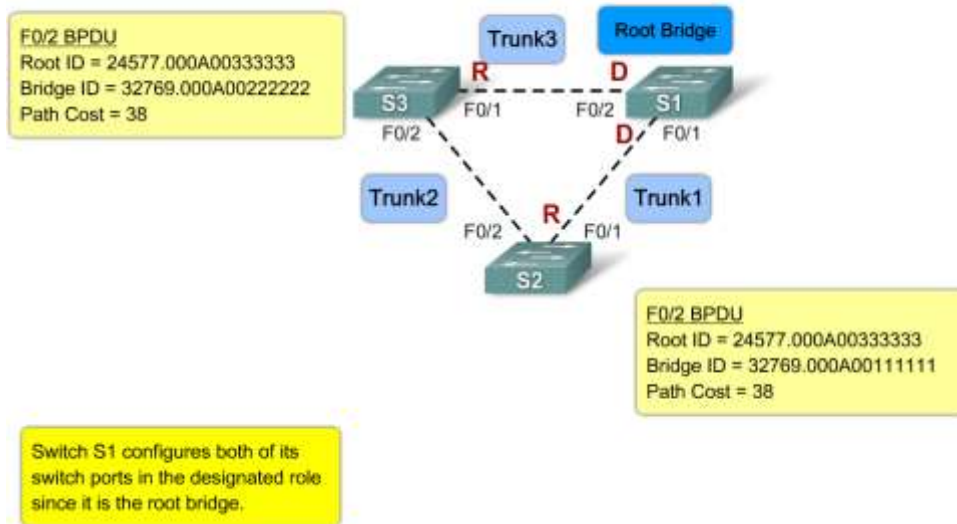 F0/2 BPDU
Root ID = 24577.000A00333333
Bridge ID = 32769.000A00222222
Path Cost = 38
Trunk3
Root Bridge
R
D
S3
F0/1
F0/2
S1
F0/2
D
F0/1
Trunk2
Trunk1
R
F0/2
F0/1
S2
F0/2 BPDU
Root ID = 24577.000A00333333
Bridge ID = 32769.000A00111111
Path Cost = 38
Switch S1 configures both of its
switch ports in the designated role
since it is the root bridge.